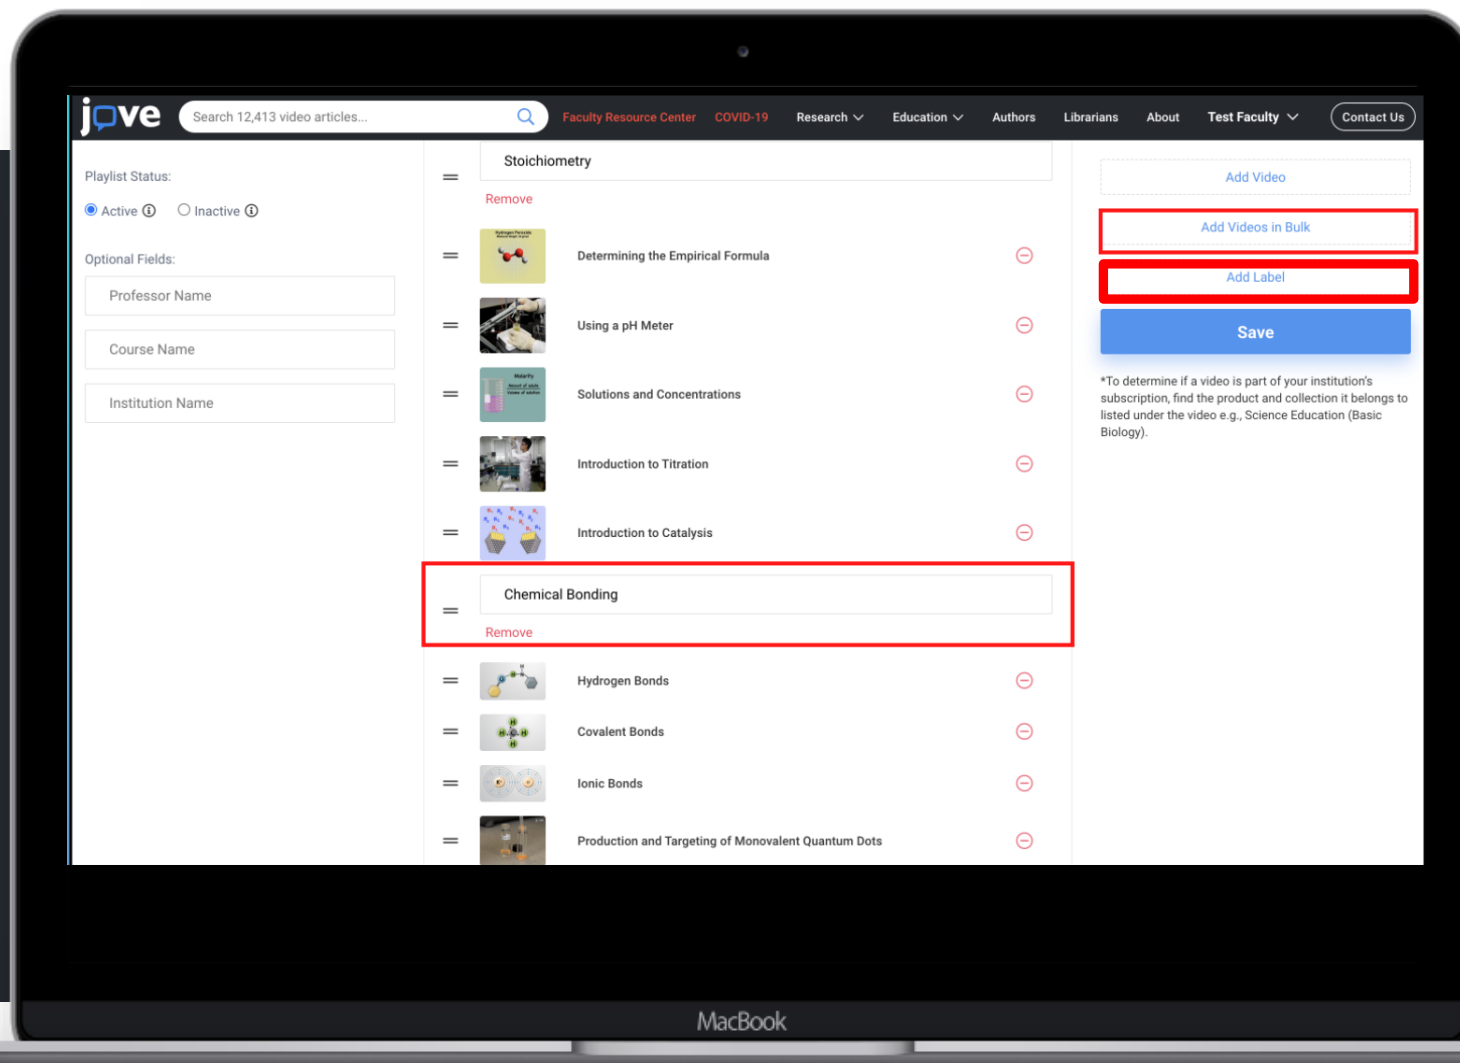 jove
Search 12,413 video articles...
Faculty Resource Center
COVID-19
Research
Education
Authors
Librarians
About
Test Faculty
Contact Us
Playlist Status:
Active
Inactive
Optional Fields:
Professor Name
Course Name
Institution Name
Stoichiometry
Remove
Determining the Empirical Formula
Using a pH Meter
Molarity
Solutions and Concentrations
Introduction to Titration
Introduction to Catalysis
Chemical Bonding
Remove
Hydrogen Bonds
Covalent Bonds
Ionic Bonds
Production and Targeting of Monovalent Quantum Dots
Add Video
Add Videos in Bulk
Add Label
Save
*To determine if a video is part of your institution's
subscription, find the product and collection it belongs to
listed under the video e.g., Science Education (Basic
Biology).
MacBook